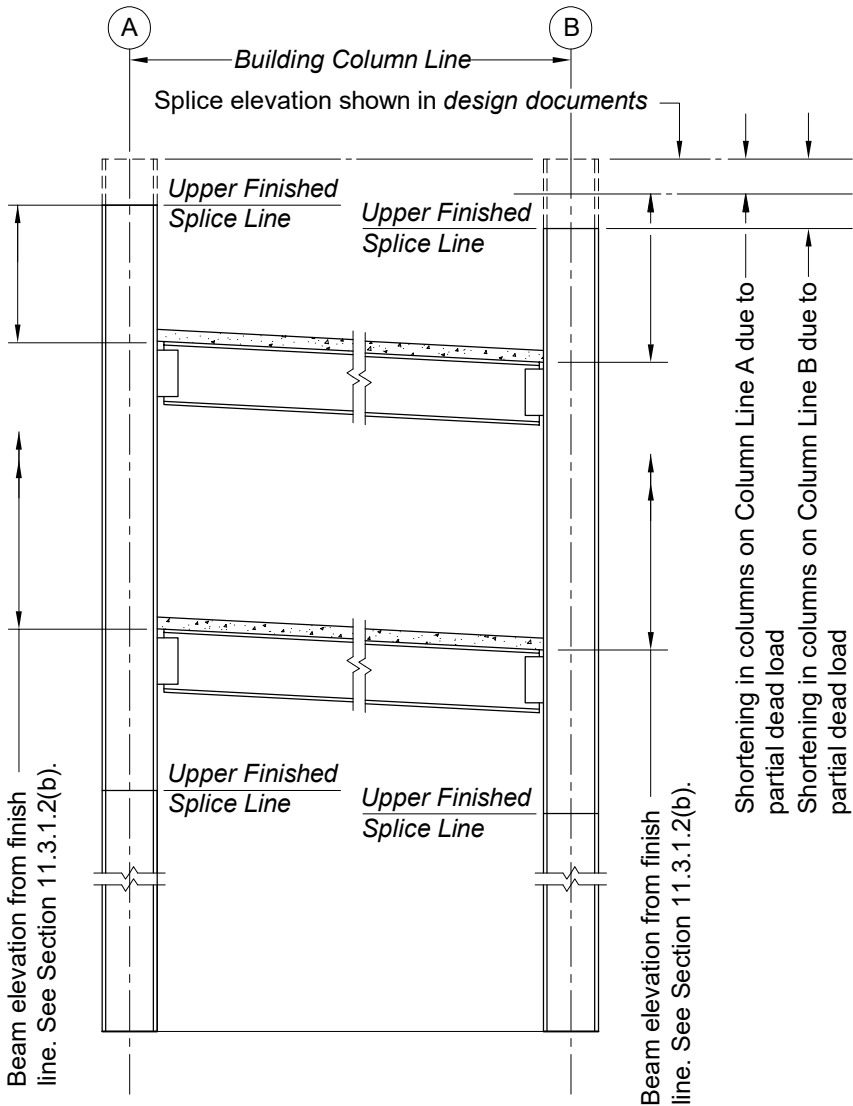 A
B
Building Column Line
Splice elevation shown in design documents
Upper Finished
Splice Line
Upper Finished
Splice Line
Shortening in columns on Column Line A due to
partial dead load
Shortening in columns on Column Line B due to
partial dead load
Upper Finished
Splice Line
Upper Finished
Splice Line
Beam elevation from finish
line. See Section 11.3.1.2(b).
Beam elevation from finish
line. See Section 11.3.1.2(b).